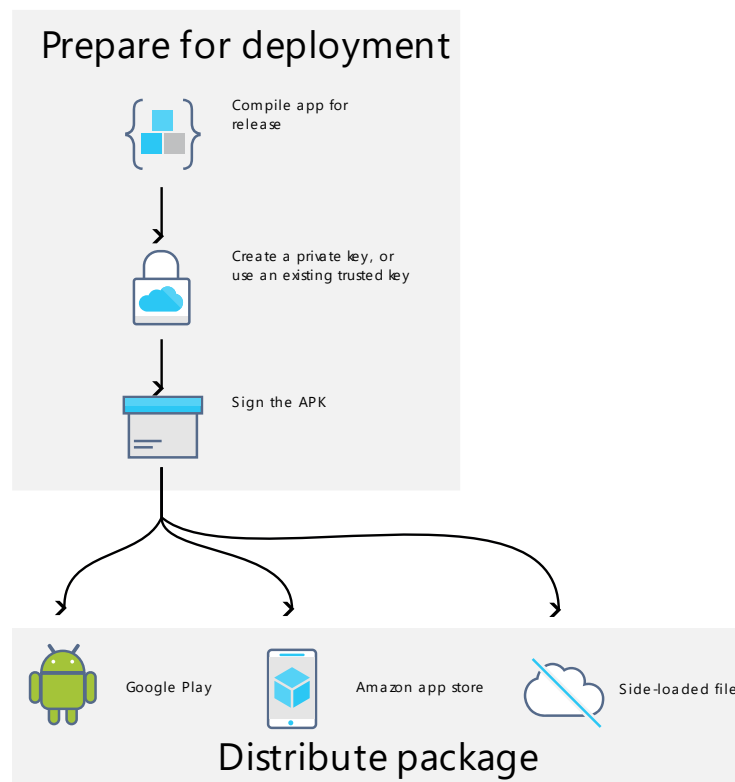 Prepare for deployment
Compile app for
release
Create a private key, or
use an existing trusted key
Sign the APK
Google Play
Amazon app store
Side-loaded file
Distribute package